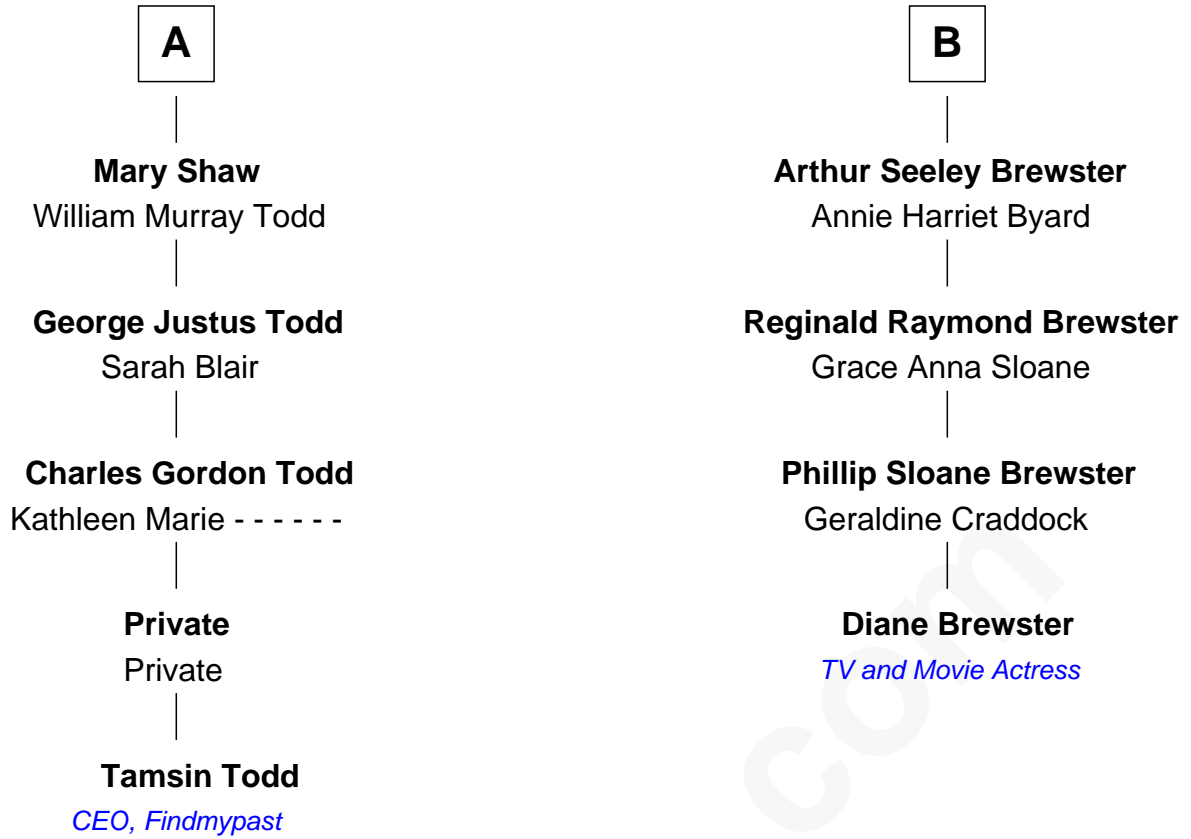 A
Mary Shaw
William Murray Todd
George Justus Todd
Sarah Blair
Charles Gordon Todd
Kathleen Marie - - - - - -
Private
Private
Tamsin Todd
CEO, Findmypast
B
Arthur Seeley Brewster
Annie Harriet Byard
Reginald Raymond Brewster
Grace Anna Sloane
Phillip Sloane Brewster
Geraldine Craddock
Diane Brewster
TV and Movie Actress
com